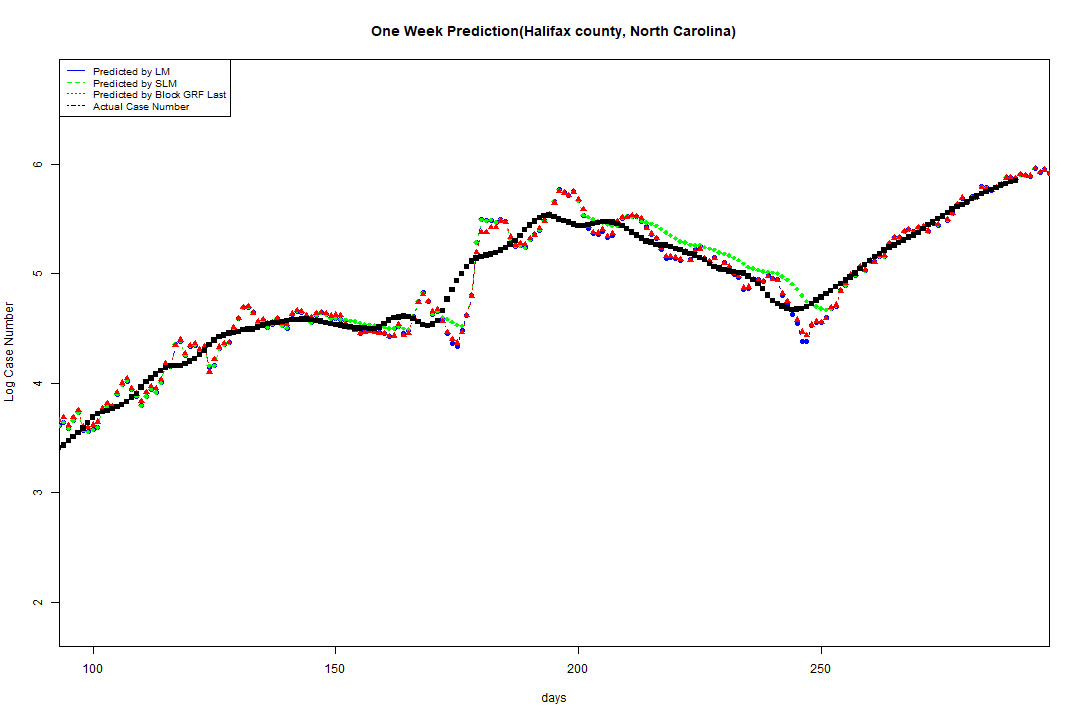 One Week Prediction(Halifax county, North Carolina)
Predicted by LM
Predicted by SLM
Predicted by Block GRF Last
Actual Case Number
6
5
4
3
2
Log Case Number
100 150 200 250
days